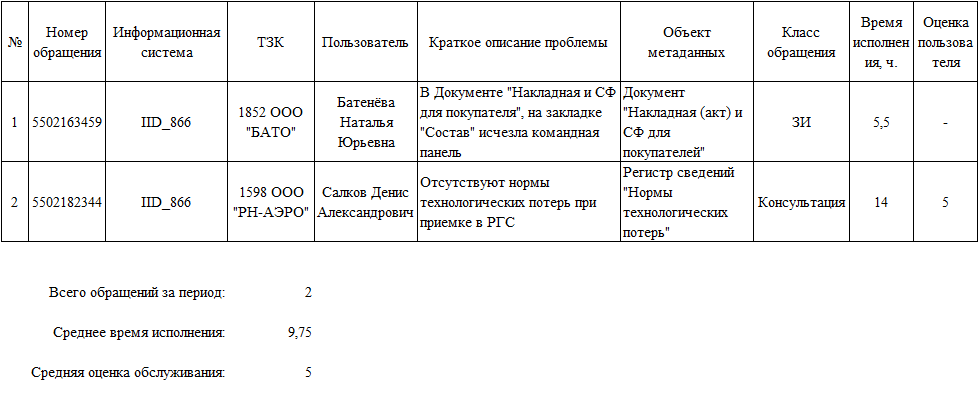 №
Номер
обращения
Информационная
система
ТЗК
Пользователь
Краткое описание проблемы
Объект
метаданных
Класс
обращения
Время
исполнен
ия, ч.
Оценка
пользова
теля
1
5502163459
IID_866
1852 ООО
"БАТО"
Батенёва
Наталья
Юрьевна
В Документе "Накладная и СФ
для покупателя", на закладке
"Состав" исчезла командная
панель
Документ
"Накладная (акт) и
СФ для
покупателей"
ЗИ
5,5
-
2
5502182344
IID_866
1598 ООО
"РН-АЭРО"
Салков Денис
Александрович
Отсутствуют нормы
технологических потерь при
приемке в РГС
Регистр сведений
"Нормы
технологических
потерь"
Консультация
14
5
Всего обращений за период: 2
Среднее время исполнения: 9,75
Средняя оценка обслуживания: 5